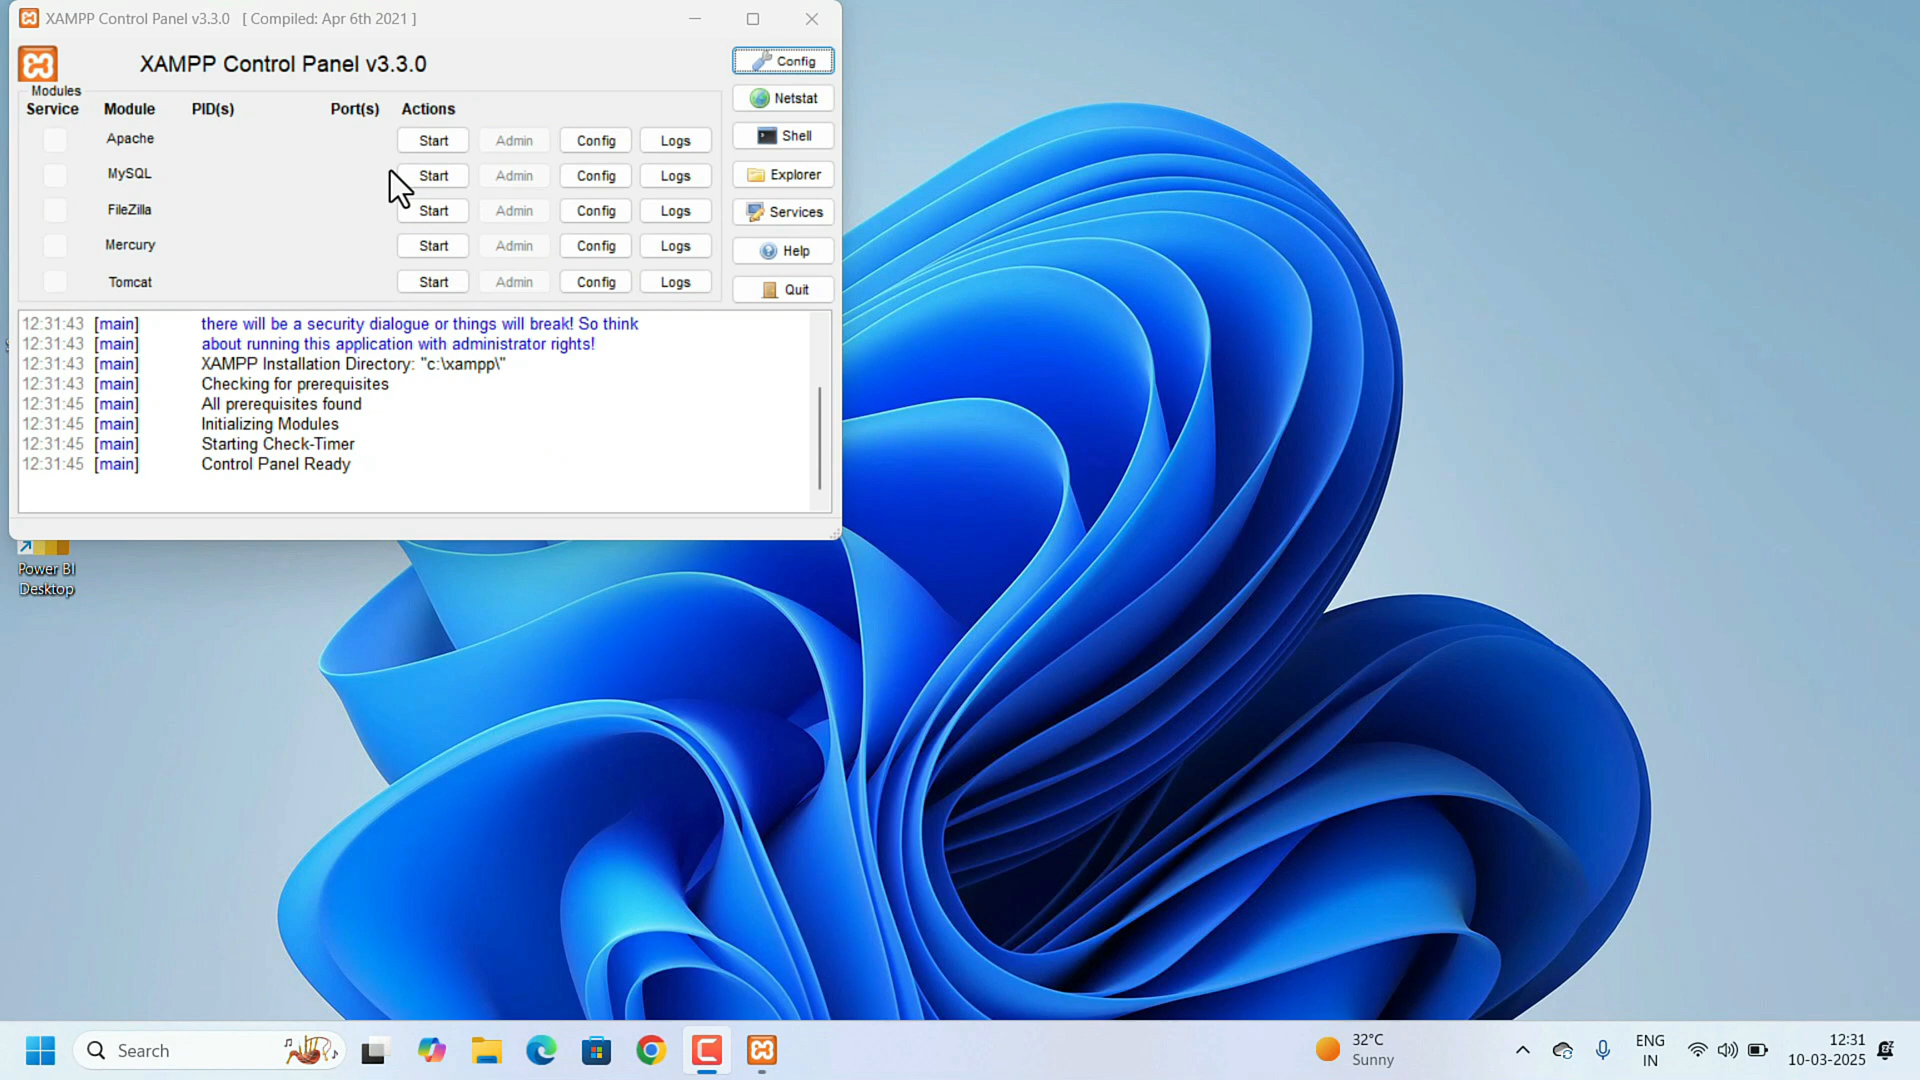 XAMPP Control Panel v3.3.0 [ Compiled: Apr 6th 2021 ]
XAMPP Control Panel v3.3.0
Config
Modules
Service Module PID(s) Port(s) Actions
Netstat
Apache Start Admin Config Logs
Shell
MySQL Start Admin Config Logs
Explorer
FileZilla Start Admin Config Logs
Services
Mercury Start Admin Config Logs
Help
Tomcat Start Admin Config Logs
Quit
12:31:43 [main] there will be a security dialogue or things will break! So think
12:31:43 [main] about running this application with administrator rights!
12:31:43 [main] XAMPP Installation Directory: "c:\xampp\"
12:31:43 [main] Checking for prerequisites
12:31:45 [main] All prerequisites found
12:31:45 [main] Initializing Modules
12:31:45 [main] Starting Check-Timer
12:31:45 [main] Control Panel Ready
Power BI
Desktop
Search
32°C
Sunny
ENG
IN
12:31
10-03-2025